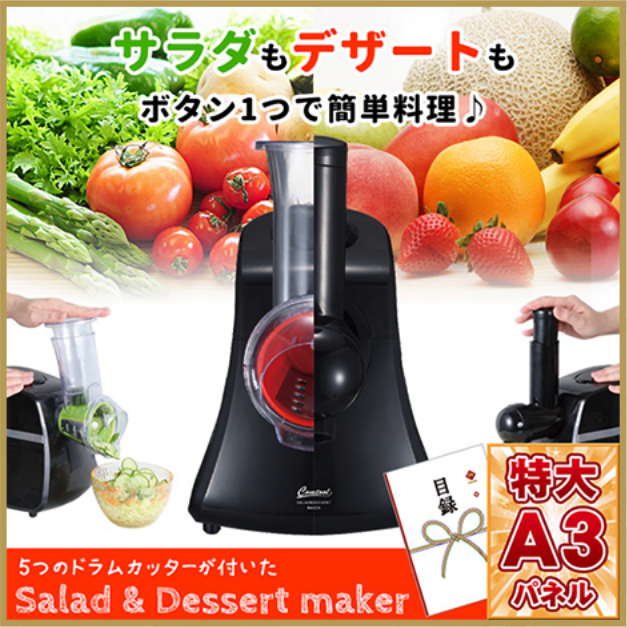 サラダもデザートも
ボタン1つで簡単料理♪
目録
特大
A3
パネル
5つのドラムカッターが付いた
Salad & Dessert maker